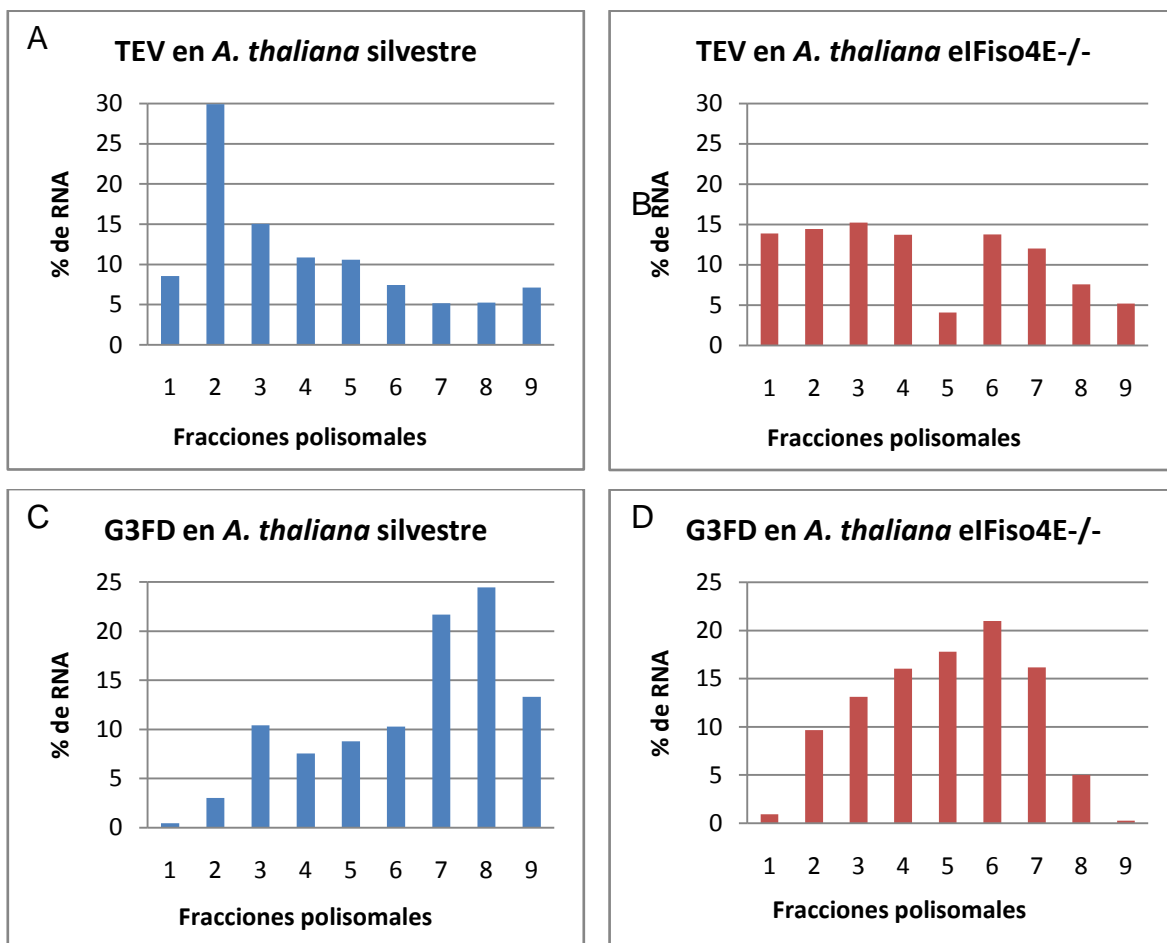 A
TEV en A. thaliana silvestre
30
25
20
15
10
5
0
% de RNA
1 2 3 4 5 6 7 8 9
Fracciones polisomales
B
TEV en A. thaliana eIFiso4E-/-
30
25
20
15
10
5
0
% de RNA
1 2 3 4 5 6 7 8 9
Fracciones polisomales
C
G3FD en A. thaliana silvestre
25
20
15
10
5
0
% de RNA
1 2 3 4 5 6 7 8 9
Fracciones polisomales
D
G3FD en A. thaliana eIFiso4E-/-
25
20
15
10
5
0
% de RNA
1 2 3 4 5 6 7 8 9
Fracciones polisomales